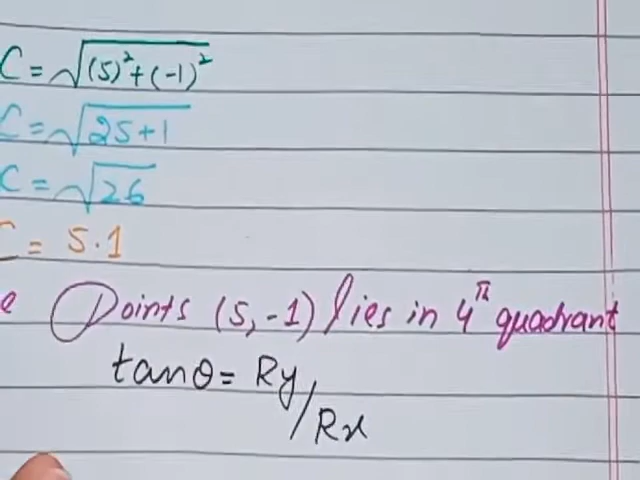 C = √(5)²+(-1)²
C = √25+1
C = √26
C = 5.1
e Points (5,-1) lies in 4th quadrant
tanθ = Ry/Rx